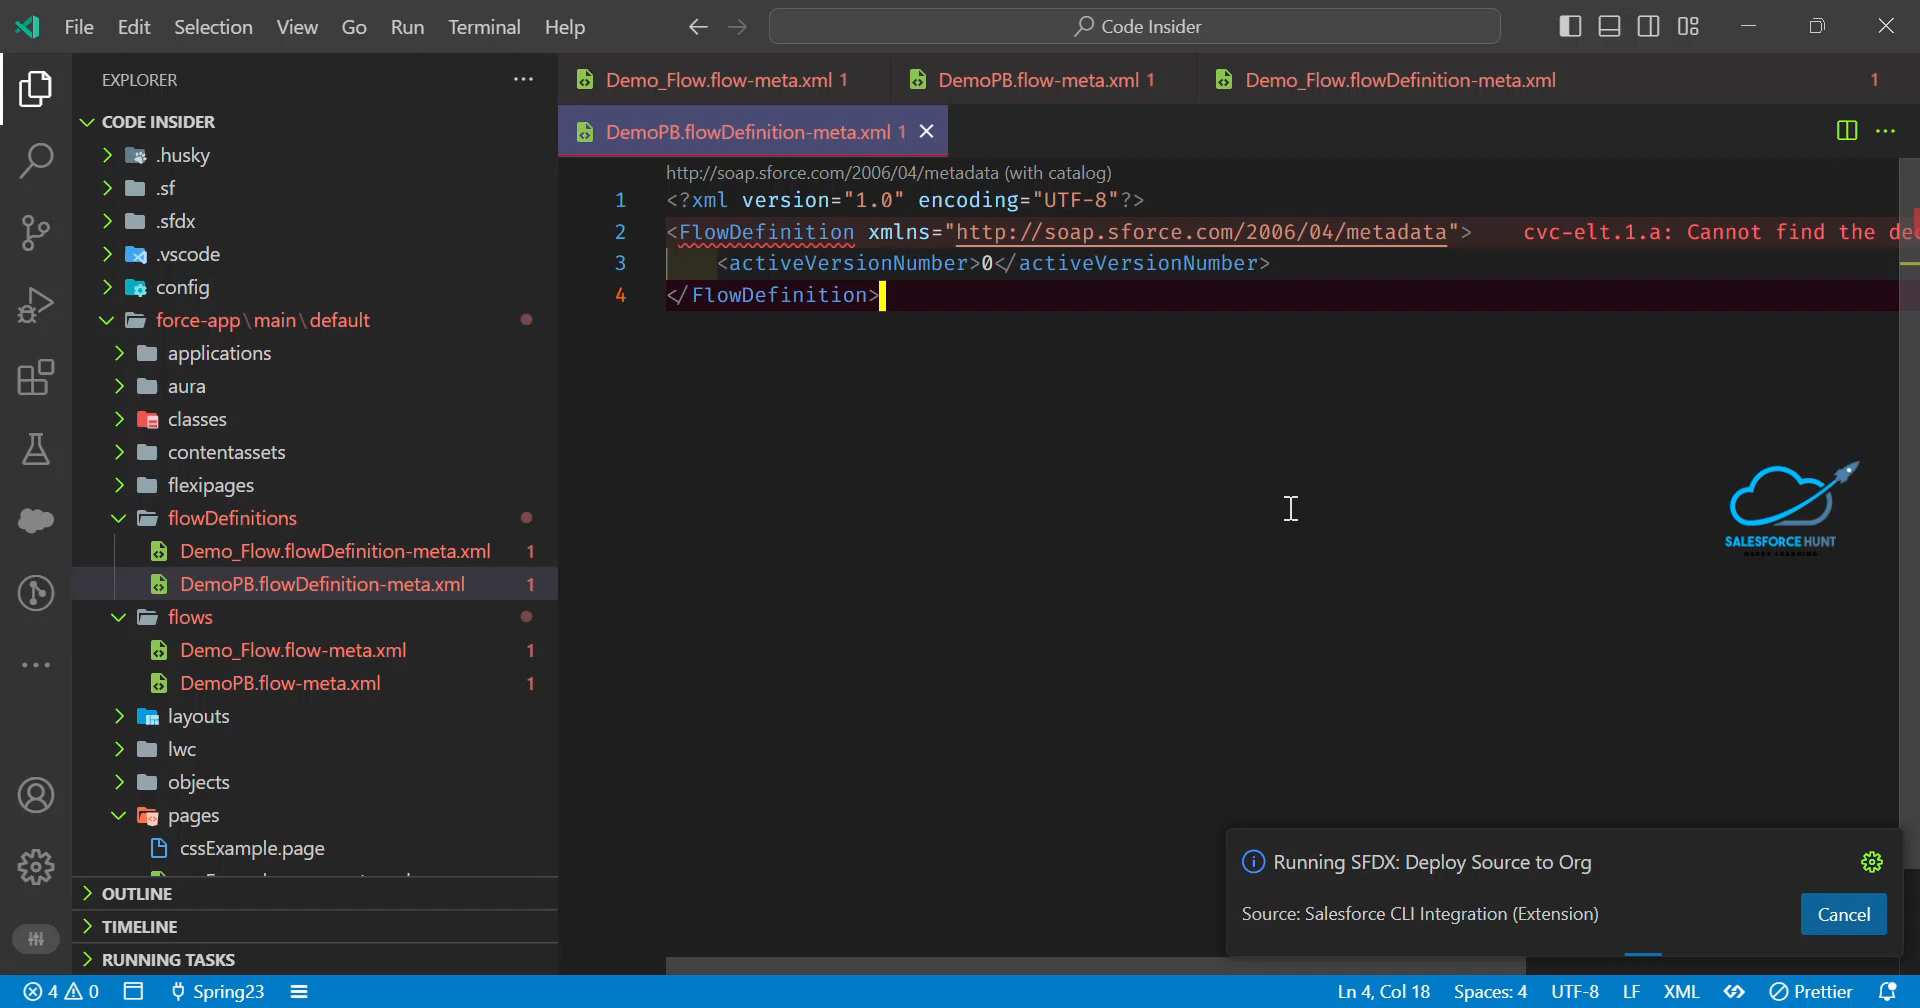 File Edit Selection View Go Run Terminal Help
Code Insider
EXPLORER
CODE INSIDER
.husky
.sf
.sfdx
.vscode
config
force-app\main\default
applications
aura
classes
contentassets
flexipages
flowDefinitions
Demo_Flow.flowDefinition-meta.xml 1
DemoPB.flowDefinition-meta.xml 1
flows
Demo_Flow.flow-meta.xml 1
DemoPB.flow-meta.xml 1
layouts
lwc
objects
pages
cssExample.page
OUTLINE
TIMELINE
RUNNING TASKS
Demo_Flow.flow-meta.xml 1 DemoPB.flow-meta.xml 1 Demo_Flow.flowDefinition-meta.xml 1
DemoPB.flowDefinition-meta.xml 1
http://soap.sforce.com/2006/04/metadata (with catalog)
1 <?xml version="1.0" encoding="UTF-8"?>
2 <FlowDefinition xmlns="http://soap.sforce.com/2006/04/metadata"> cvc-elt.1.a: Cannot find the
3 <activeVersionNumber>0</activeVersionNumber>
4 </FlowDefinition>
SALESFORCE HUNT
HAPPY LEARNING
Running SFDX: Deploy Source to Org
Source: Salesforce CLI Integration (Extension)
Cancel
4 0 Spring23 Ln 4, Col 18 Spaces: 4 UTF-8 LF XML Prettier